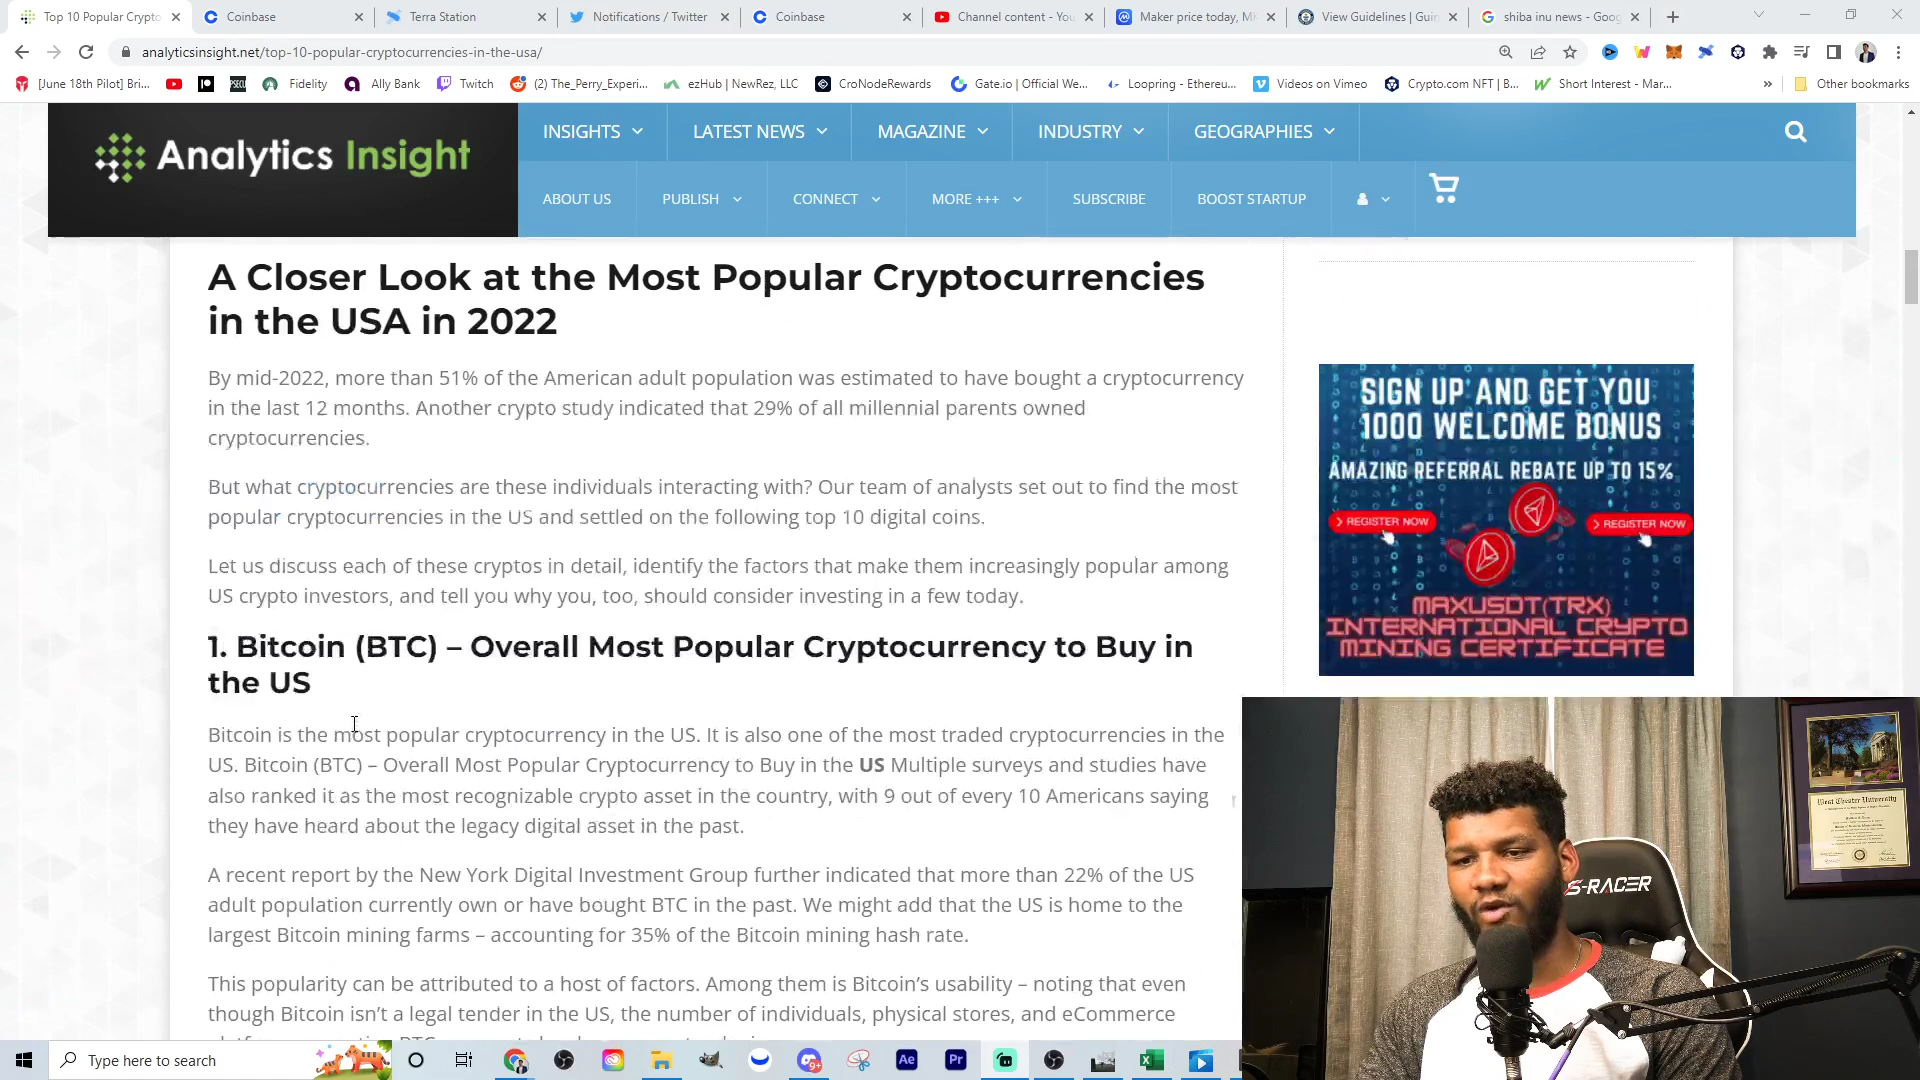 Top 10 Popular Crypto
Coinbase
Terra Station
Notifications / Twitter
Coinbase
Channel content - You
Maker price today, MK
View Guidelines | Gui
shiba inu news - Goog
analyticsinsight.net/top-10-popular-cryptocurrencies-in-the-usa/
[June 18th Pilot] Bri...
Fidelity
Ally Bank
Twitch
(2) The_Perry_Experi...
ezHub | NewRez, LLC
CroNodeRewards
Gate.io | Official We...
Loopring - Ethereu...
Videos on Vimeo
Crypto.com NFT | B...
Short Interest - Mar...
Other bookmarks
Analytics Insight
INSIGHTS
LATEST NEWS
MAGAZINE
INDUSTRY
GEOGRAPHIES
ABOUT US
PUBLISH
CONNECT
MORE +++
SUBSCRIBE
BOOST STARTUP
A Closer Look at the Most Popular Cryptocurrencies
in the USA in 2022
By mid-2022, more than 51% of the American adult population was estimated to have bought a cryptocurrency
in the last 12 months. Another crypto study indicated that 29% of all millennial parents owned
cryptocurrencies.
But what cryptocurrencies are these individuals interacting with? Our team of analysts set out to find the most
popular cryptocurrencies in the US and settled on the following top 10 digital coins.
Let us discuss each of these cryptos in detail, identify the factors that make them increasingly popular among
US crypto investors, and tell you why you, too, should consider investing in a few today.
1. Bitcoin (BTC) – Overall Most Popular Cryptocurrency to Buy in
the US
Bitcoin is the most popular cryptocurrency in the US. It is also one of the most traded cryptocurrencies in the
US. Bitcoin (BTC) – Overall Most Popular Cryptocurrency to Buy in the US Multiple surveys and studies have
also ranked it as the most recognizable crypto asset in the country, with 9 out of every 10 Americans saying
they have heard about the legacy digital asset in the past.
A recent report by the New York Digital Investment Group further indicated that more than 22% of the US
adult population currently own or have bought BTC in the past. We might add that the US is home to the
largest Bitcoin mining farms – accounting for 35% of the Bitcoin mining hash rate.
This popularity can be attributed to a host of factors. Among them is Bitcoin's usability – noting that even
though Bitcoin isn't a legal tender in the US, the number of individuals, physical stores, and eCommerce
SIGN UP AND GET YOU
1000 WELCOME BONUS
AMAZING REFERRAL REBATE UP TO 15%
> REGISTER NOW
> REGISTER NOW
MAXUSDT(TRX)
INTERNATIONAL CRYPTO
MINING CERTIFICATE
West Chester University
S-RACER
Type here to search
Ae
Pr